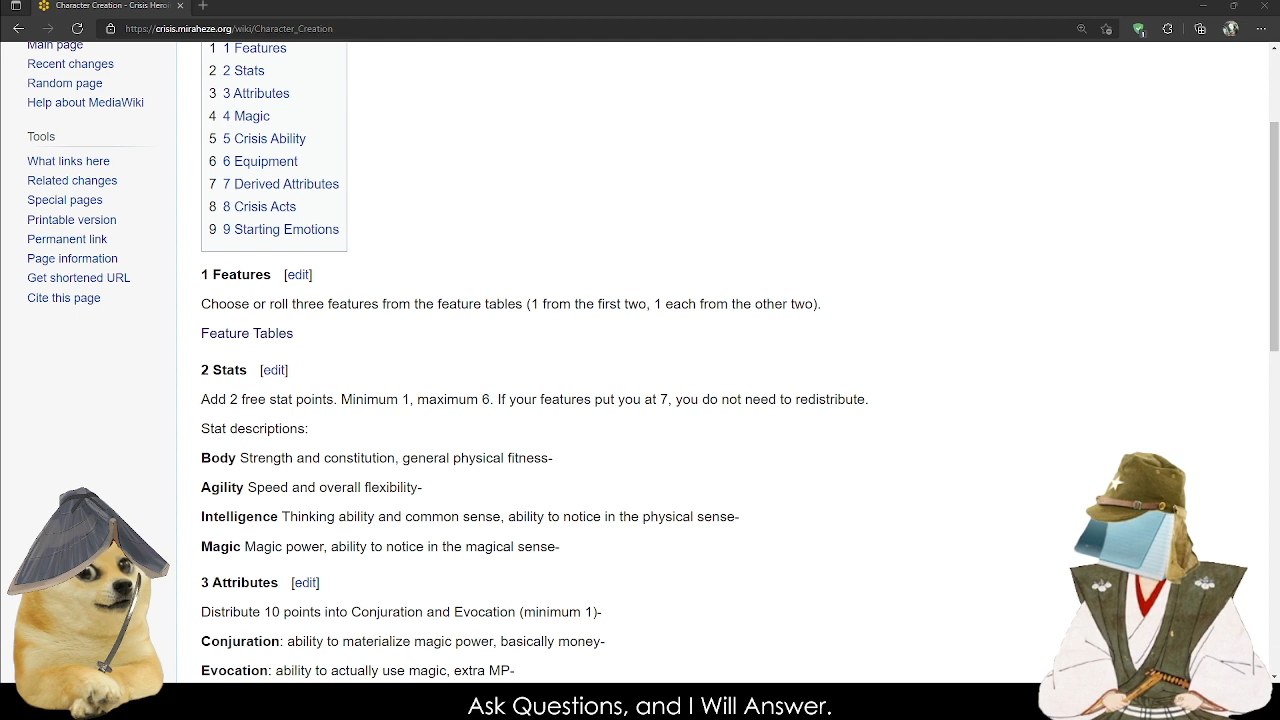 Character Creation - Crisis Heroi
https://crisis.miraheze.org/wiki/Character_Creation
Main page
Recent changes
Random page
Help about MediaWiki
Tools
What links here
Related changes
Special pages
Printable version
Permanent link
Page information
Get shortened URL
Cite this page
1 1 Features
2 2 Stats
3 3 Attributes
4 4 Magic
5 5 Crisis Ability
6 6 Equipment
7 7 Derived Attributes
8 8 Crisis Acts
9 9 Starting Emotions
1 Features [edit]
Choose or roll three features from the feature tables (1 from the first two, 1 each from the other two).
Feature Tables
2 Stats [edit]
Add 2 free stat points. Minimum 1, maximum 6. If your features put you at 7, you do not need to redistribute.
Stat descriptions:
Body Strength and constitution, general physical fitness-
Agility Speed and overall flexibility-
Intelligence Thinking ability and common sense, ability to notice in the physical sense-
Magic Magic power, ability to notice in the magical sense-
3 Attributes [edit]
Distribute 10 points into Conjuration and Evocation (minimum 1)-
Conjuration: ability to materialize magic power, basically money-
Evocation: ability to actually use magic, extra MP-
Ask Questions, and I Will Answer.